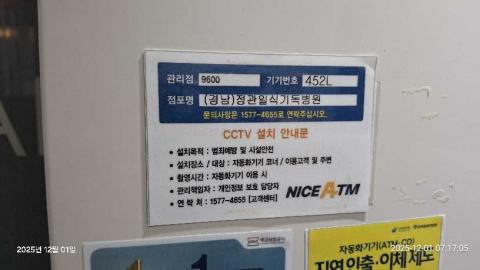 관리점 9600 기기번호 452L
점포명 (경남)정관일식기독병원
문의사항은 1577-4655로 연락주십시오.
CCTV 설치 안내문
• 설치목적 : 범죄예방 및 시설안전
• 설치장소 / 대상 : 자동화기기 코너 / 이용고객 및 주변
• 촬영시간 : 자동화기기 이용 시
• 관리책임자 : 개인정보 보호 담당자
• 연 락 처 : 1577-4655 [고객센터]
NICE ATM
2025년 12월 01일
자동화기기(ATM, CD)
지연인출·이체제도
2025-12-01 07:17:05